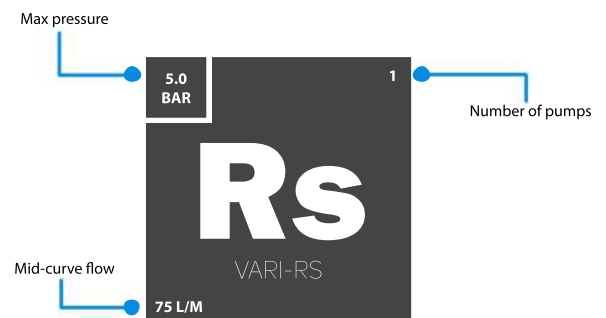 Max pressure
5.0
BAR
1
Number of pumps
Rs
VARI-RS
Mid-curve flow
75 L/M